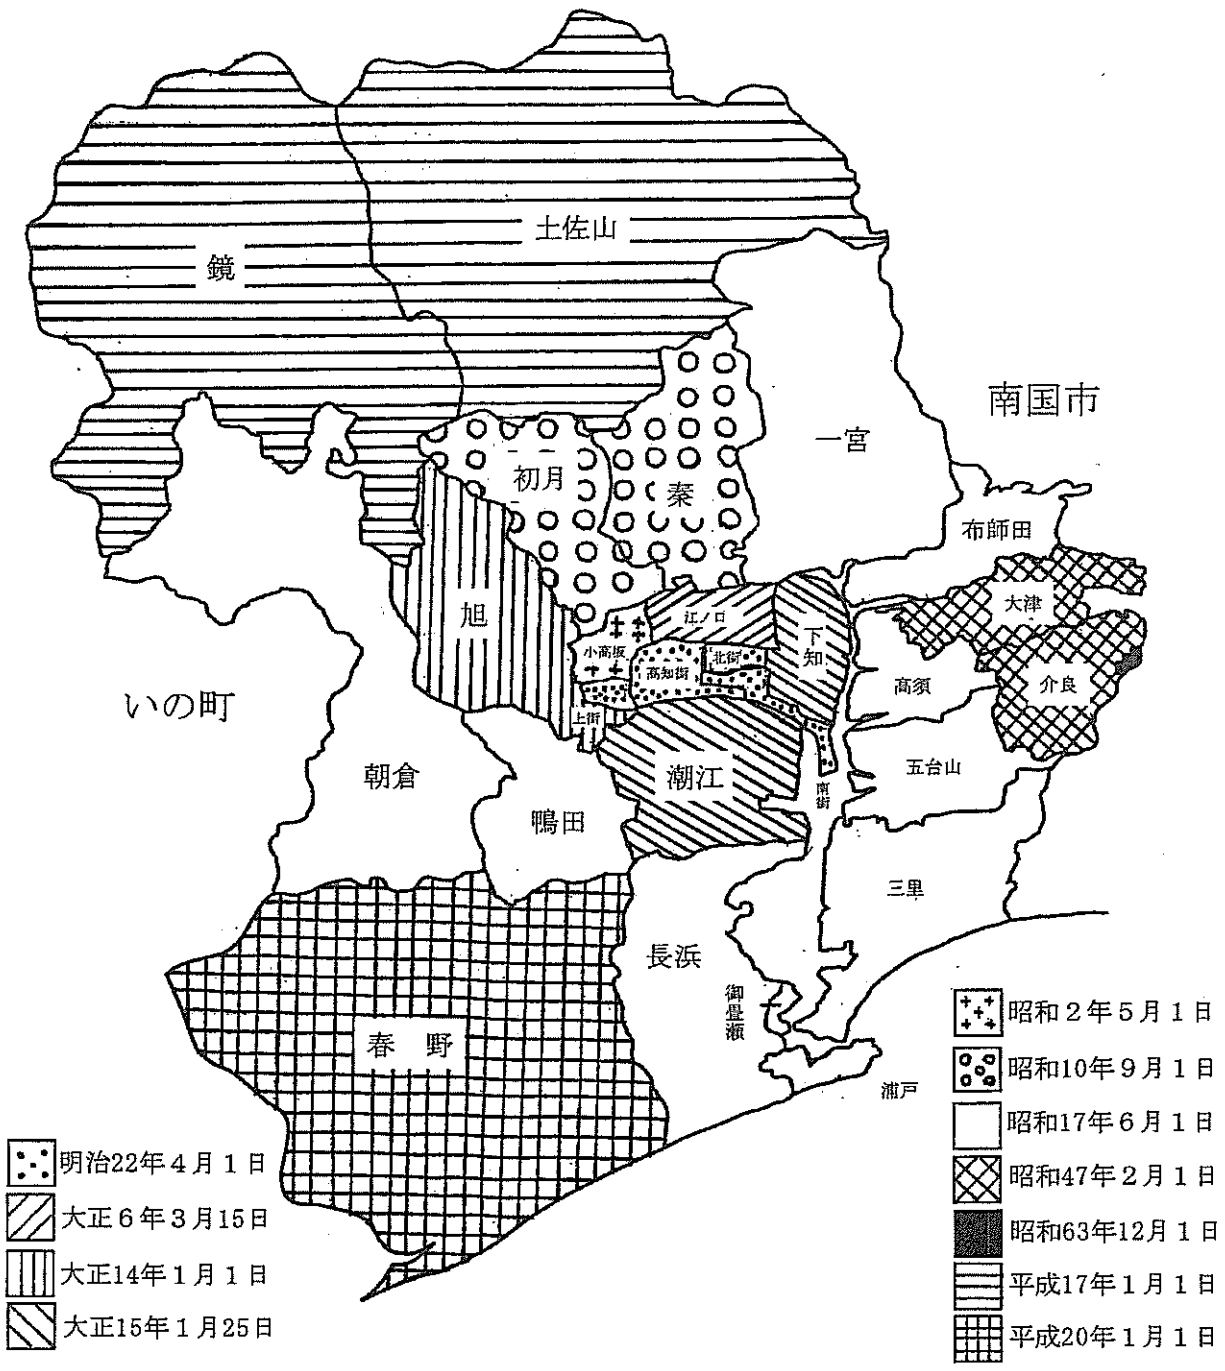 土佐山
鏡
南国市
一宮
初月
秦
布師田
大津
旭
江ノ口
下知
小高坂
北街
高知街
高須
介良
いの町
上街
朝倉
潮江
五台山
南街
鴨田
三里
長浜
御畳瀬
春 野
浦戸
明治22年4月1日
大正6年3月15日
大正14年1月1日
大正15年1月25日
昭和2年5月1日
昭和10年9月1日
昭和17年6月1日
昭和47年2月1日
昭和63年12月1日
平成17年1月1日
平成20年1月1日